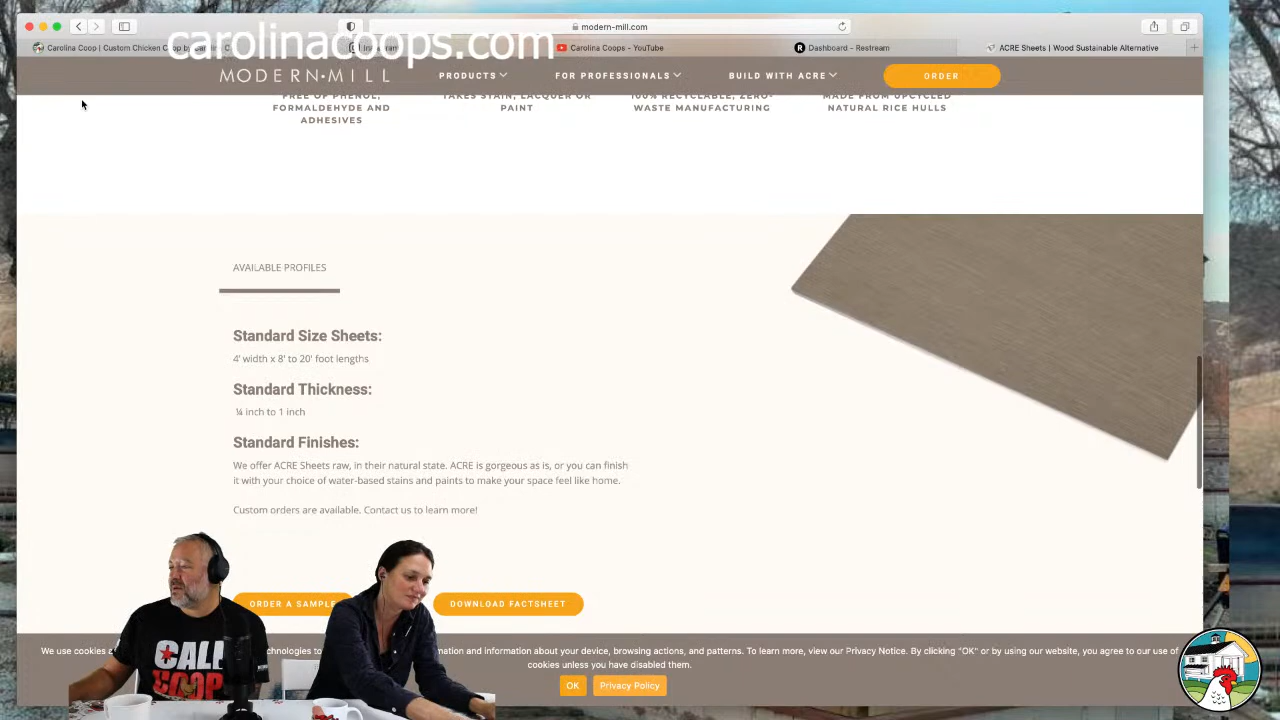 modern-mill.com
carolinacoops.com
Carolina Coop | Custom Chicken Coop by
Carolina Coops - YouTube
Dashboard - Restream
ACRE Sheets | Wood Sustainable Alternative
MODERN•MILL
PRODUCTS
FOR PROFESSIONALS
BUILD WITH ACRE
ORDER
FREE OF PHENOL,
FORMALDEHYDE AND
ADHESIVES
TAKES STAIN, LACQUER OR
PAINT
100% RECYCLABLE, ZERO-
WASTE MANUFACTURING
MADE FROM UPCYCLED
NATURAL RICE HULLS
AVAILABLE PROFILES
Standard Size Sheets:
4' width x 8' to 20' foot lengths
Standard Thickness:
¼ inch to 1 inch
Standard Finishes:
We offer ACRE Sheets raw, in their natural state. ACRE is gorgeous as is, or you can finish
it with your choice of water-based stains and paints to make your space feel like home.
Custom orders are available. Contact us to learn more!
ORDER A SAMPLE
DOWNLOAD FACTSHEET
CALL
COOP
We use cookies
technologies to
information and information about your device, browsing actions, and patterns. To learn more, view our Privacy Notice. By clicking "OK" or by using our website, you agree to our use of
cookies unless you have disabled them.
OK
Privacy Policy